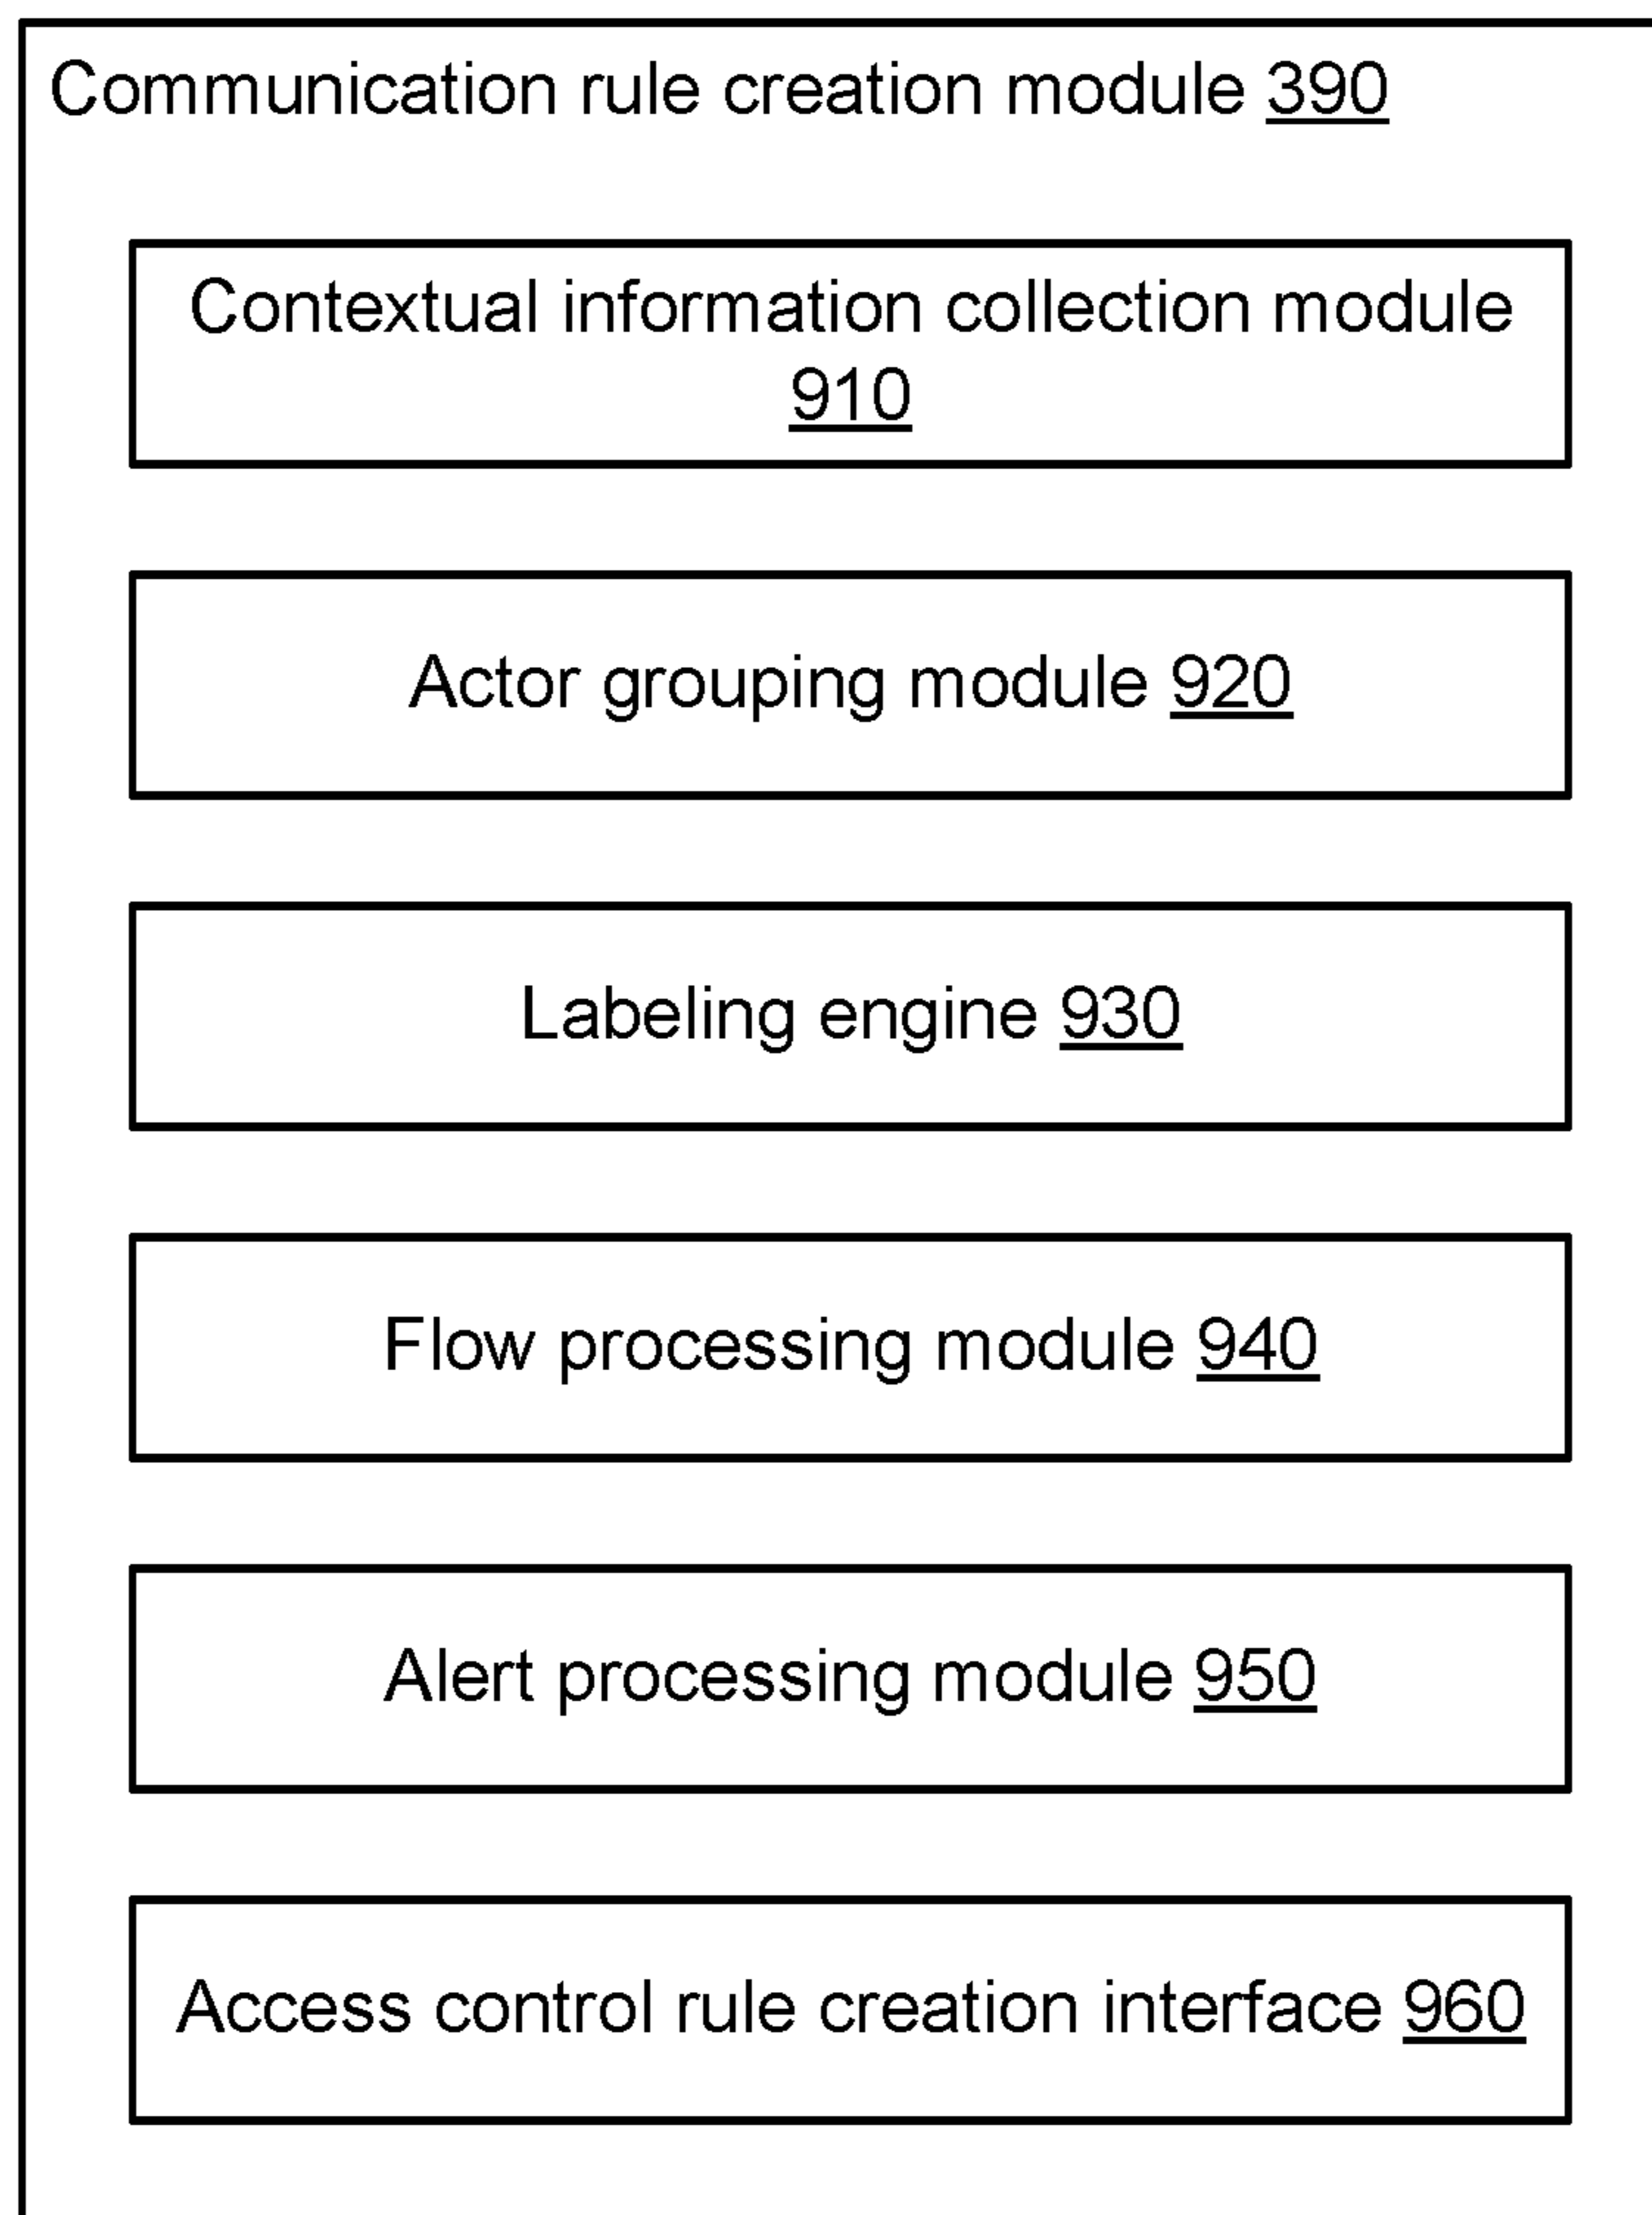 Communication rule creation module 390
Contextual information collection module
910
Actor grouping module 920
Labeling engine 930
Flow processing module 940
Alert processing module 950
Access control rule creation interface 960